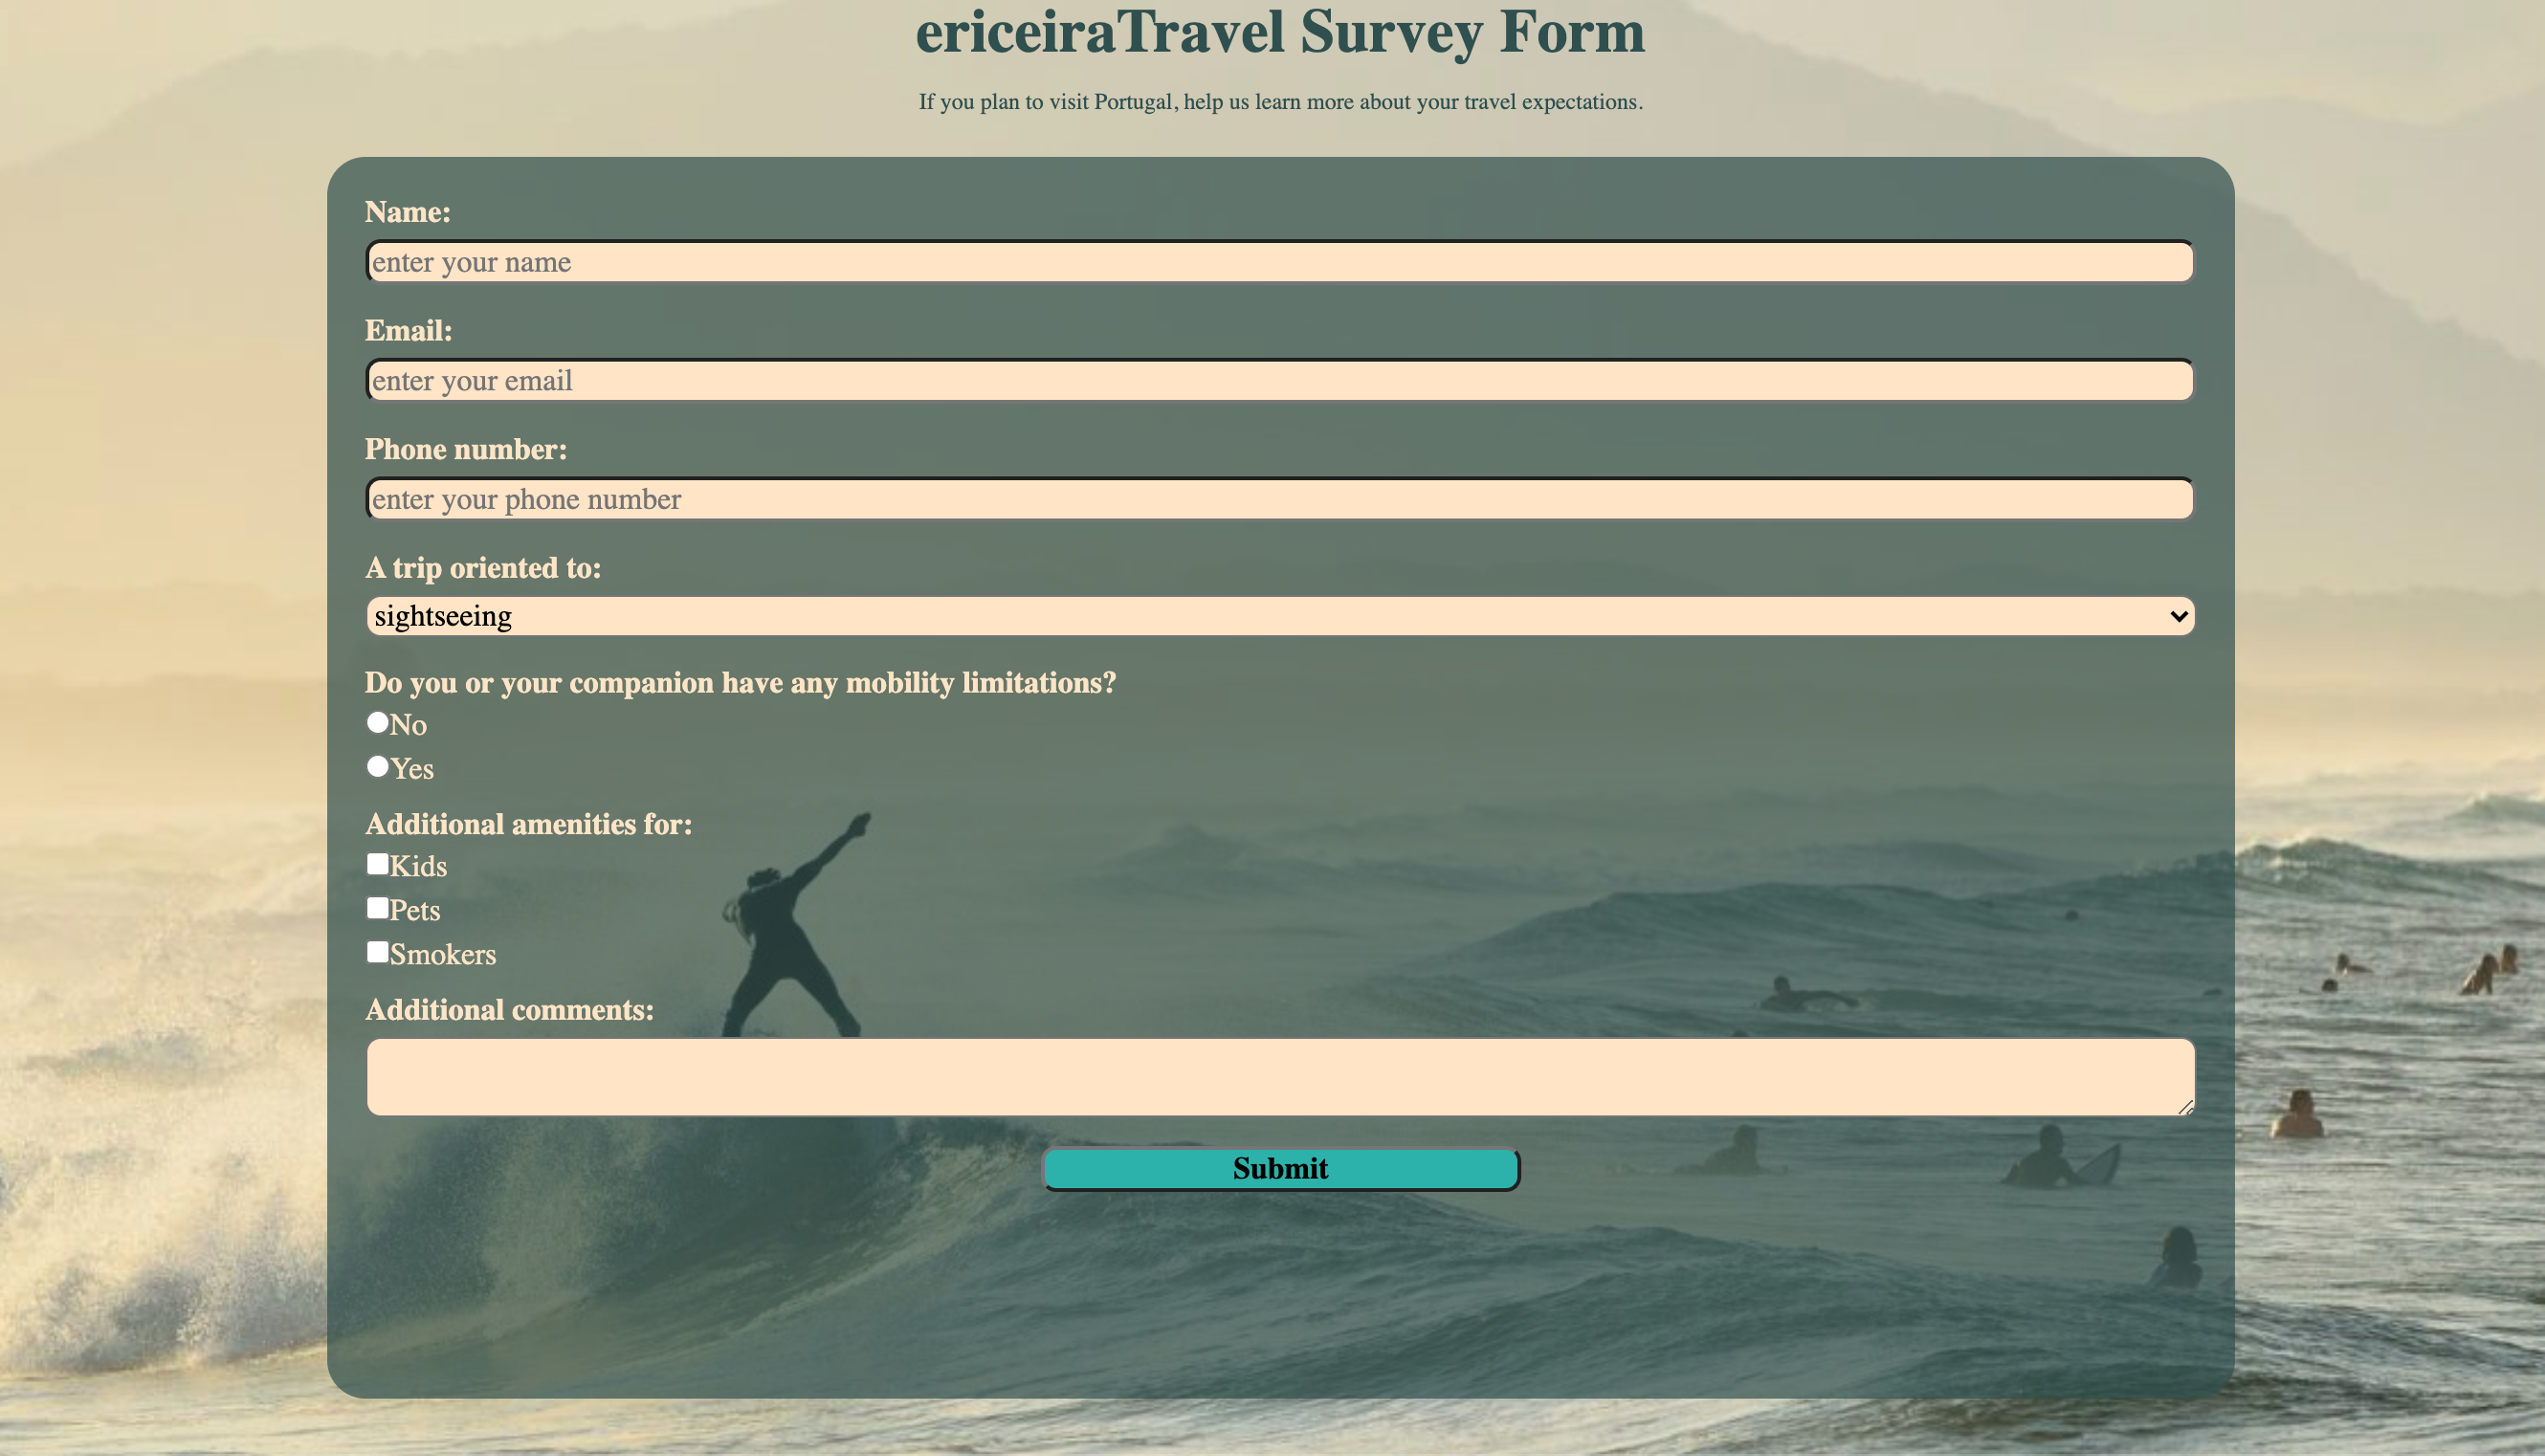 ericeiraTravel Survey Form
If you plan to visit Portugal, help us learn more about your travel expectations.
Name:
enter your name
Email:
enter your email
Phone number:
enter your phone number
A trip oriented to:
sightseeing
Do you or your companion have any mobility limitations?
No
Yes
Additional amenities for:
Kids
Pets
Smokers
Additional comments:
Submit